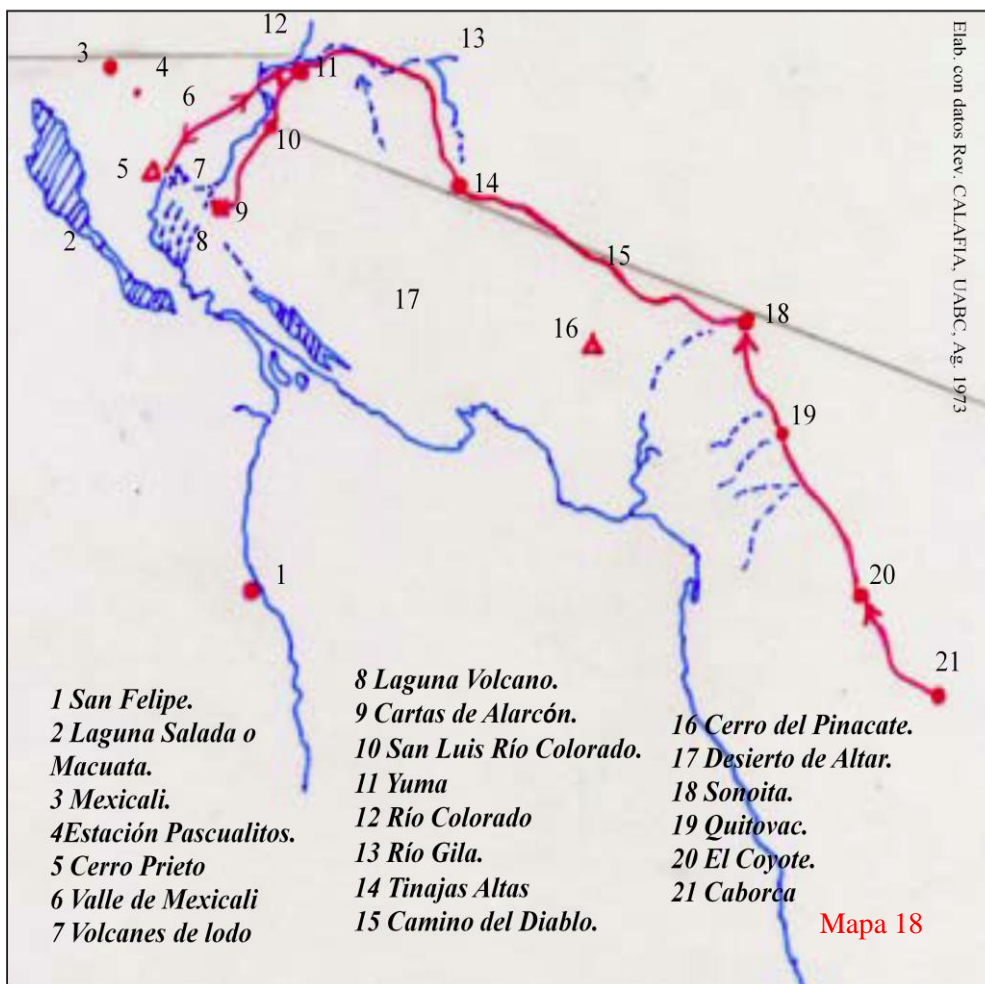 12
13
3
4
11
6
10
5
7
14
9
2
8
15
17
18
16
19
1
20
21
Elab. con datos Rev. CALAFIA, UABC, Ag. 1973
1 San Felipe.
2 Laguna Salada o
Macuata.
3 Mexicali.
4Estación Pascualitos.
5 Cerro Prieto
6 Valle de Mexicali
7 Volcanes de lodo
8 Laguna Volcano.
9 Cartas de Alarcón.
10 San Luis Río Colorado.
11 Yuma
12 Río Colorado
13 Río Gila.
14 Tinajas Altas
15 Camino del Diablo.
16 Cerro del Pinacate.
17 Desierto de Altar.
18 Sonoita.
19 Quitovac.
20 El Coyote.
21 Caborca
Mapa 18